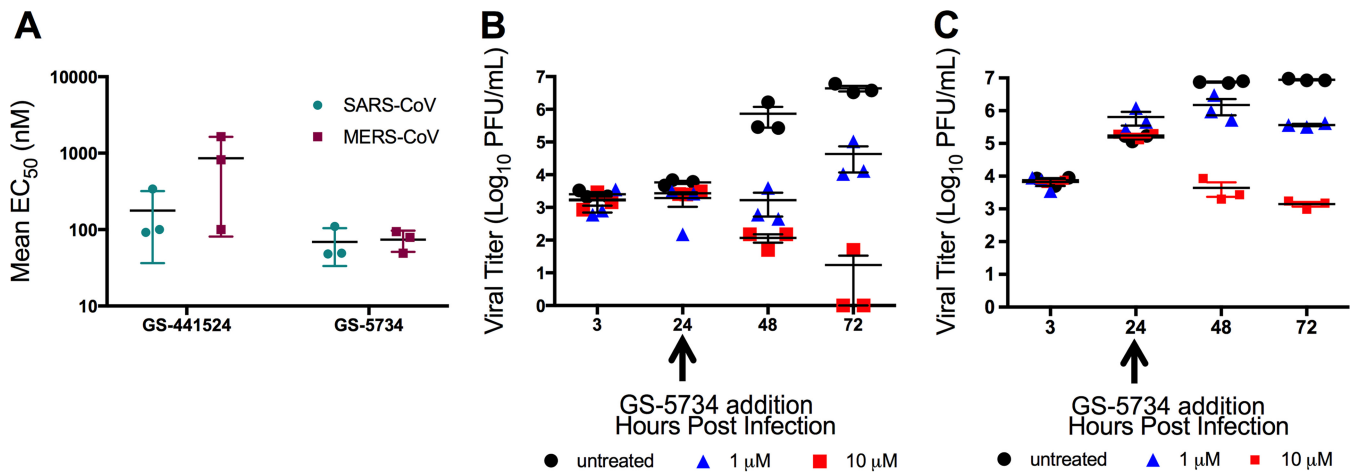 A
Mean EC50 (nM)
10000
1000
100
10
SARS-CoV
MERS-CoV
GS-441524
GS-5734
B
Viral Titer (Log10 PFU/mL)
7
6
5
4
3
2
1
0
3
24
48
72
GS-5734 addition
Hours Post Infection
untreated
1 μM
10 μM
C
Viral Titer (Log10 PFU/mL)
7
6
5
4
3
2
1
0
3
24
48
72
GS-5734 addition
Hours Post Infection
untreated
1 μM
10 μM